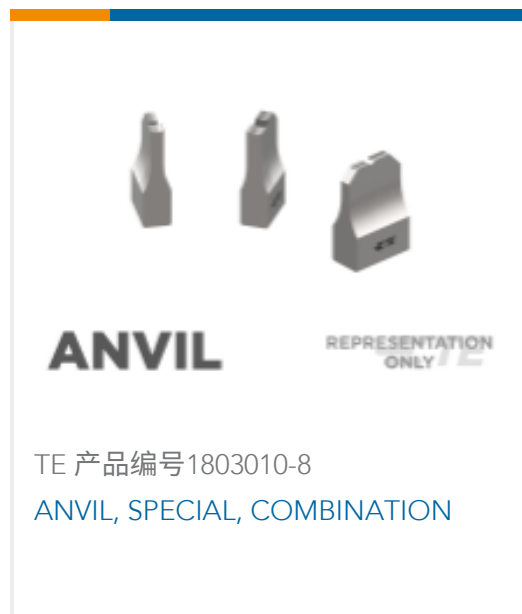 ANVIL
REPRESENTATION
ONLY
TE
TE 产品编号1803010-8
ANVIL, SPECIAL, COMBINATION